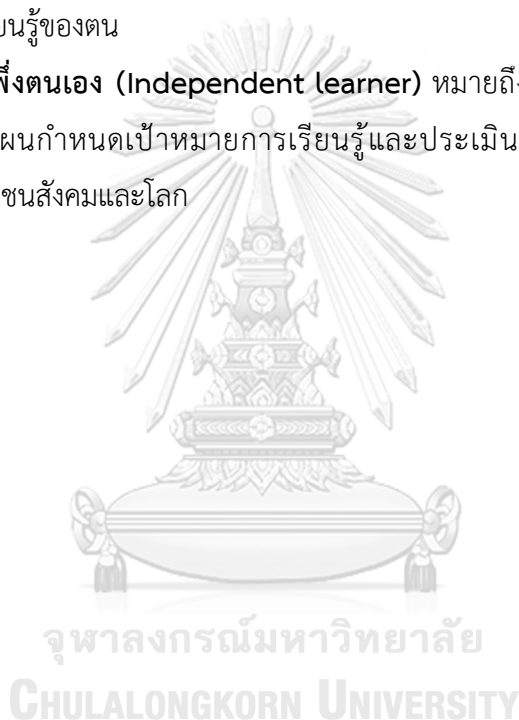 ยนรู้ของตน
พึ่งตนเอง (Independent learner) หมายถึง
ผนกำหนดเป้าหมายการเรียนรู้และประเมิน
ชนสังคมและโลก
จุฬาลงกรณ์มหาวิทยาลัย
CHULALONGKORN UNIVERSITY